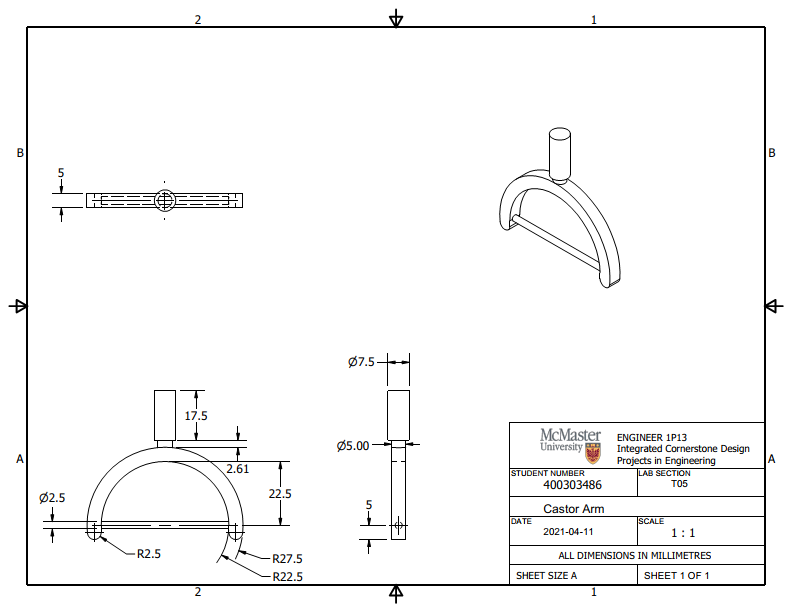 2
1
B
B
5
Ø7.5
17.5
Ø5.00
A
A
2.61
22.5
Ø2.5
5
R2.5
R27.5
R22.5
McMaster
University
ENGINEER 1P13
Integrated Cornerstone Design
Projects in Engineering
STUDENT NUMBER
400303486
LAB SECTION
T05
Castor Arm
DATE
2021-04-11
SCALE
1 : 1
ALL DIMENSIONS IN MILLIMETRES
SHEET SIZE A
SHEET 1 OF 1
2
1